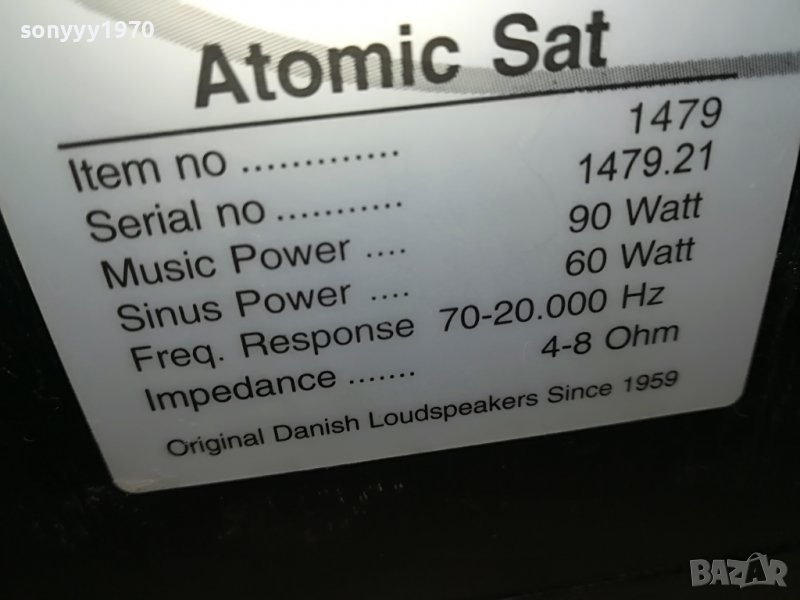 sonyyy1970
Atomic Sat
Item no ............. 1479
Serial no ........... 1479.21
Music Power .... 90 Watt
Sinus Power .... 60 Watt
Freq. Response 70-20.000 Hz
Impedance ....... 4-8 Ohm
Original Danish Loudspeakers Since 1959
BAZAR